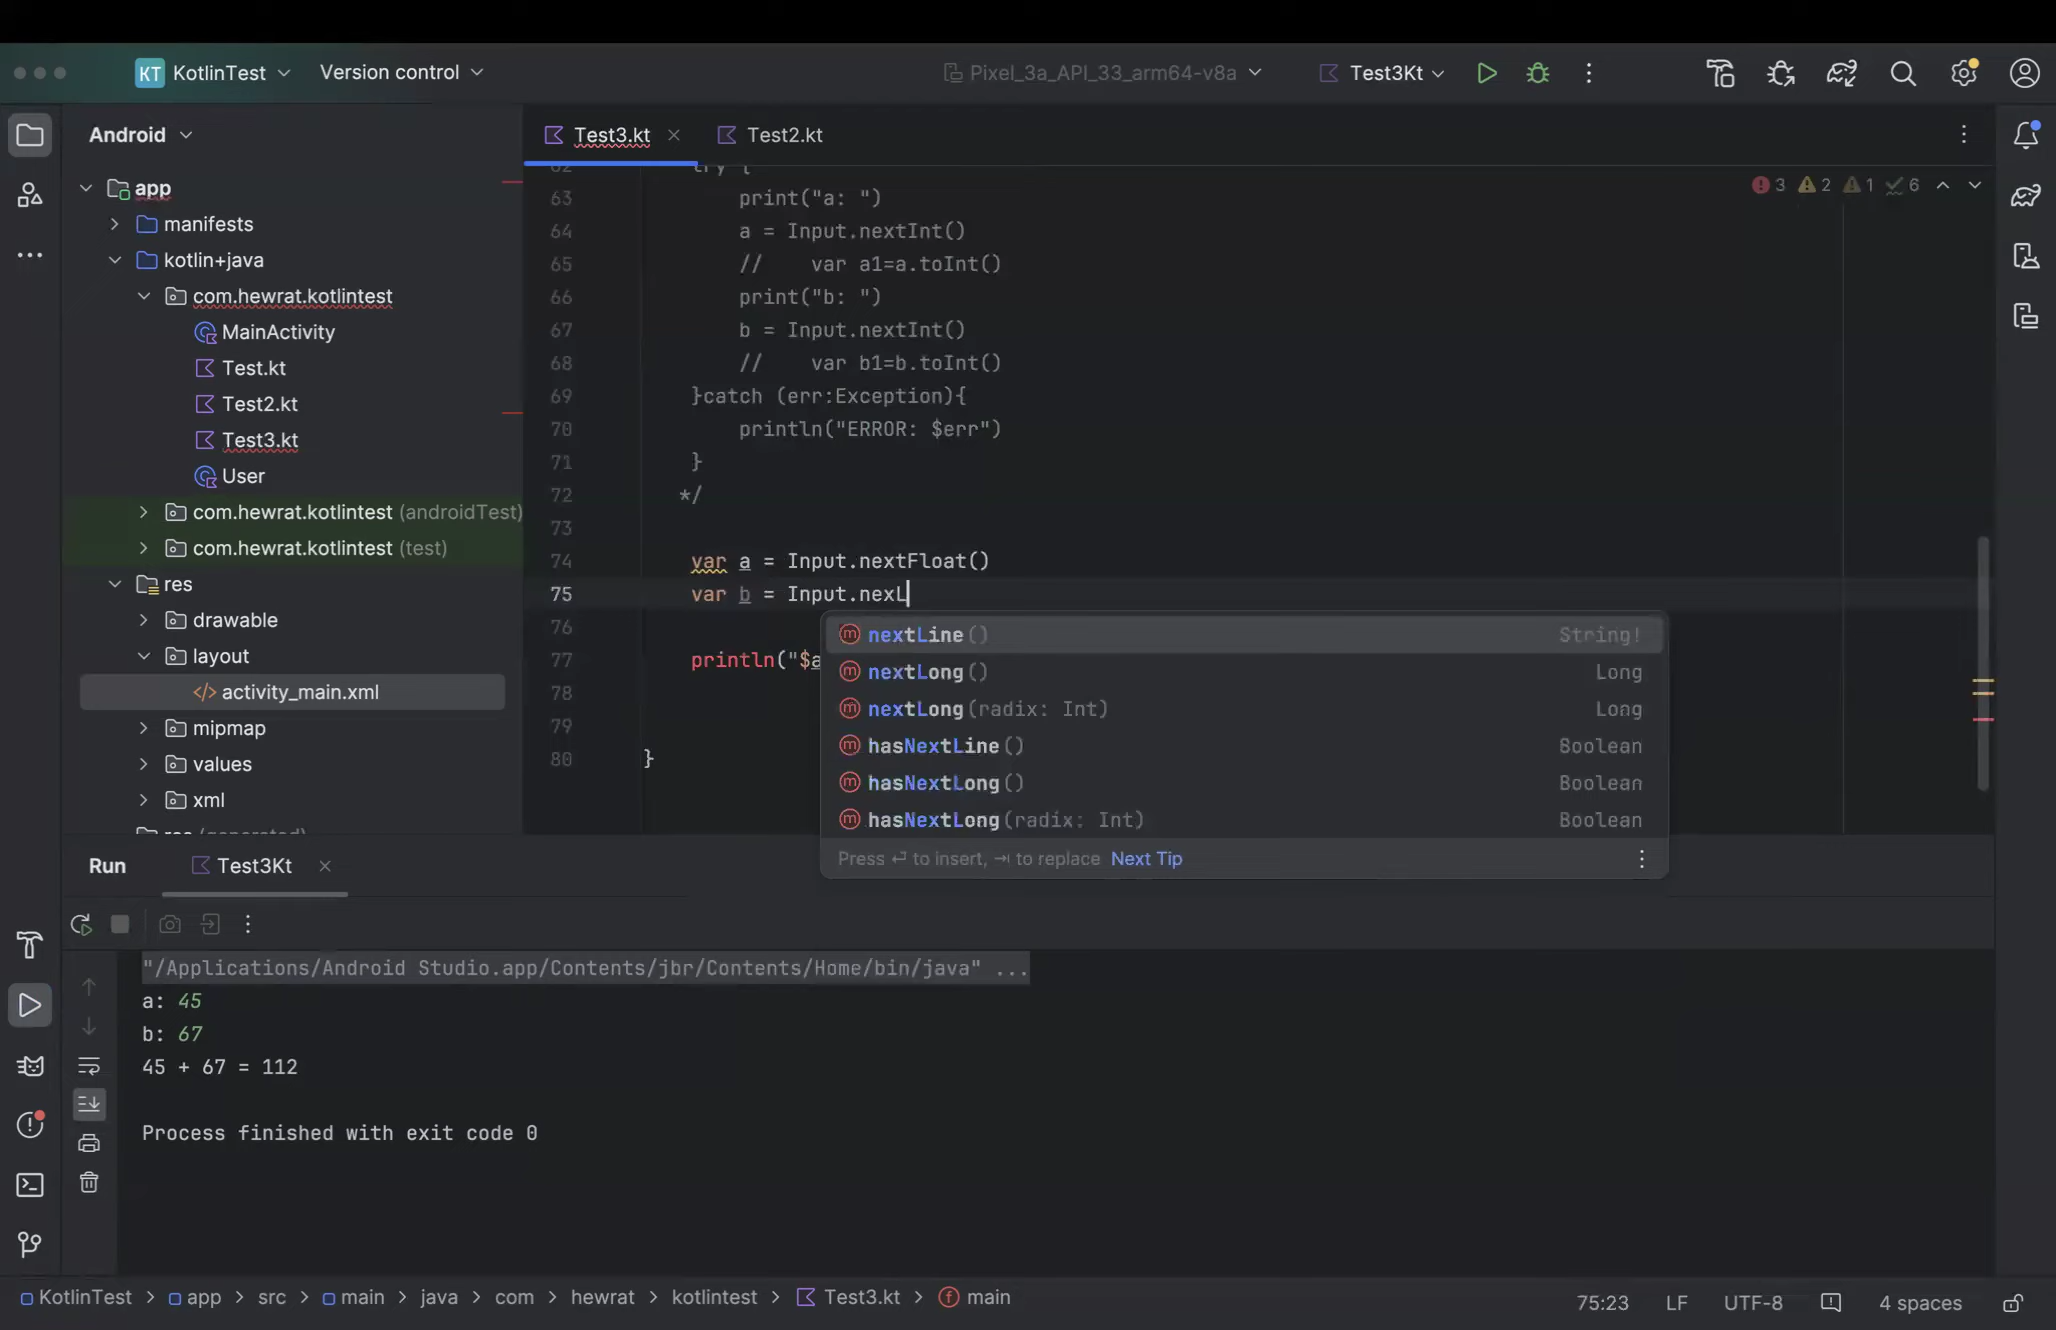 KT KotlinTest Version control Pixel_3a_API_33_arm64-v8a Test3Kt
Android
Test3.kt Test2.kt
app
manifests
kotlin+java
com.hewrat.kotlintest
MainActivity
Test.kt
Test2.kt
Test3.kt
User
com.hewrat.kotlintest (androidTest)
com.hewrat.kotlintest (test)
res
drawable
layout
</> activity_main.xml
mipmap
values
xml
3 2 1 6
62 try {
63 print("a: ")
64 a = Input.nextInt()
65 // var a1=a.toInt()
66 print("b: ")
67 b = Input.nextInt()
68 // var b1=b.toInt()
69 }catch (err:Exception){
70 println("ERROR: $err")
71 }
72 */
73
74 var a = Input.nextFloat()
75 var b = Input.nexL
76
77 println("$a
78
79
80 }
nextLine() String!
nextLong() Long
nextLong(radix: Int) Long
hasNextLine() Boolean
hasNextLong() Boolean
hasNextLong(radix: Int) Boolean
Press ↵ to insert, ⇥ to replace Next Tip
Run Test3Kt
"/Applications/Android Studio.app/Contents/jbr/Contents/Home/bin/java" ...
a: 45
b: 67
45 + 67 = 112
Process finished with exit code 0
KotlinTest > app > src > main > java > com > hewrat > kotlintest > Test3.kt > main
75:23 LF UTF-8 4 spaces